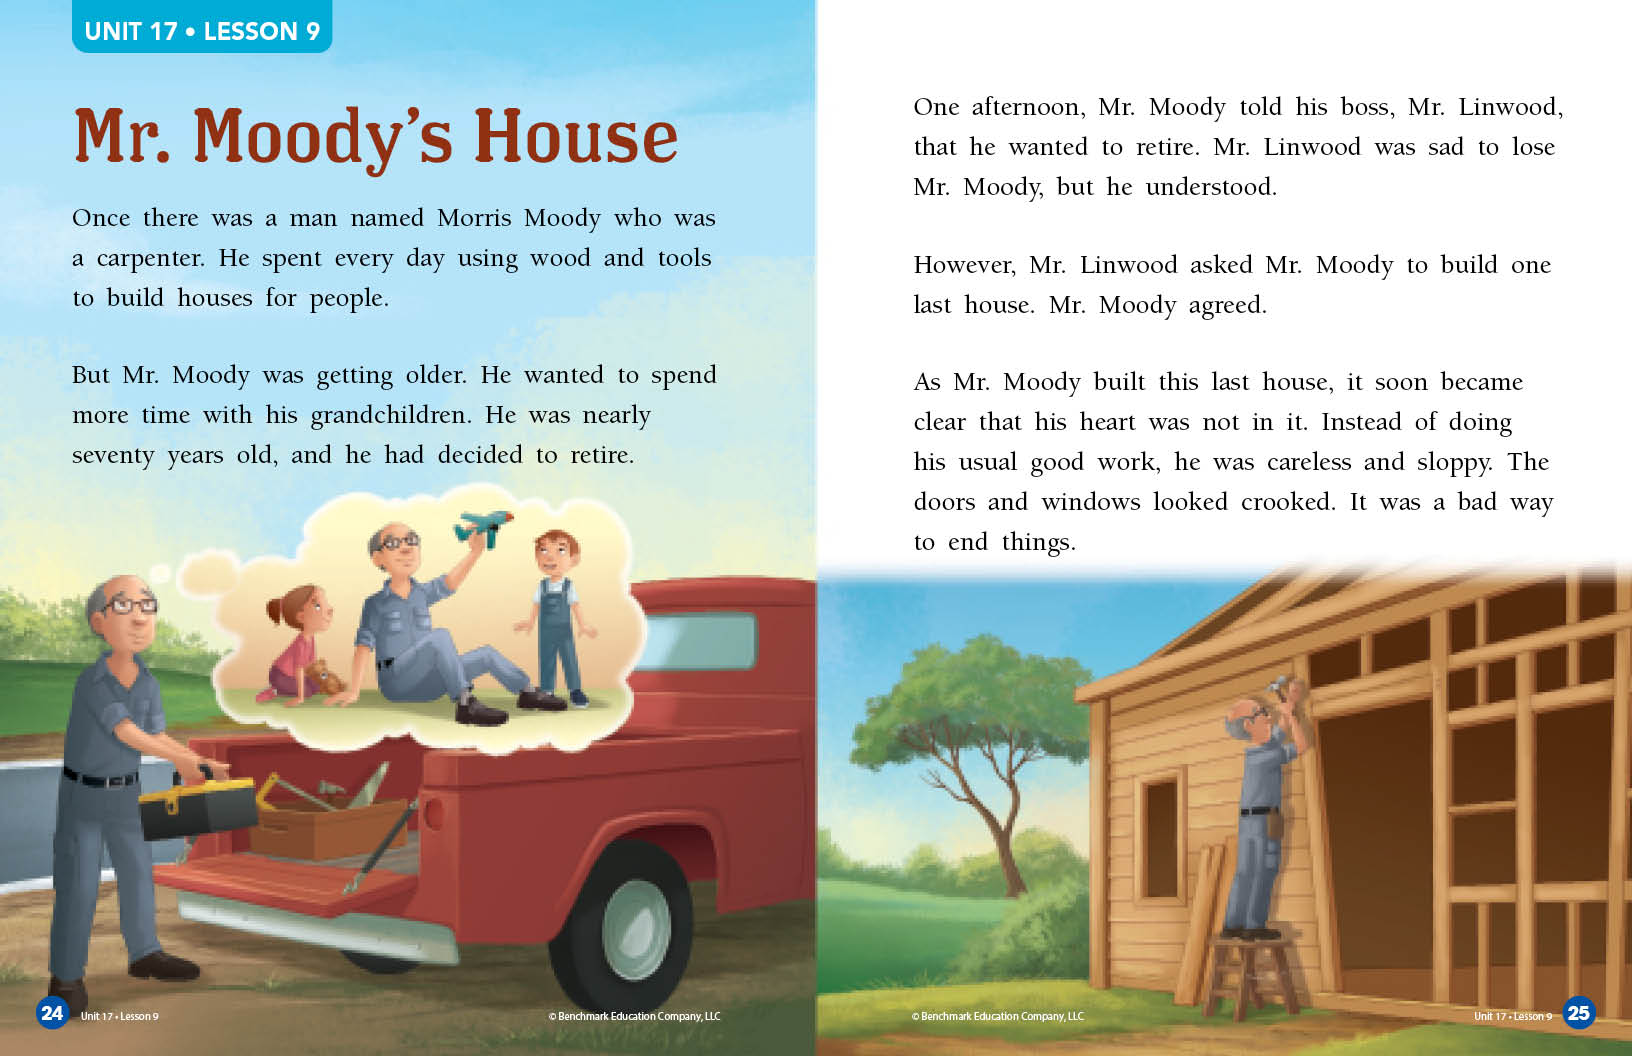 UNIT 17 • LESSON 9
Mr. Moody's House
Once there was a man named Morris Moody who was
a carpenter. He spent every day using wood and tools
to build houses for people.
But Mr. Moody was getting older. He wanted to spend
more time with his grandchildren. He was nearly
seventy years old, and he had decided to retire.
24 Unit 17 • Lesson 9
© Benchmark Education Company, LLC
One afternoon, Mr. Moody told his boss, Mr. Linwood,
that he wanted to retire. Mr. Linwood was sad to lose
Mr. Moody, but he understood.
However, Mr. Linwood asked Mr. Moody to build one
last house. Mr. Moody agreed.
As Mr. Moody built this last house, it soon became
clear that his heart was not in it. Instead of doing
his usual good work, he was careless and sloppy. The
doors and windows looked crooked. It was a bad way
to end things.
© Benchmark Education Company, LLC
Unit 17 • Lesson 9 25